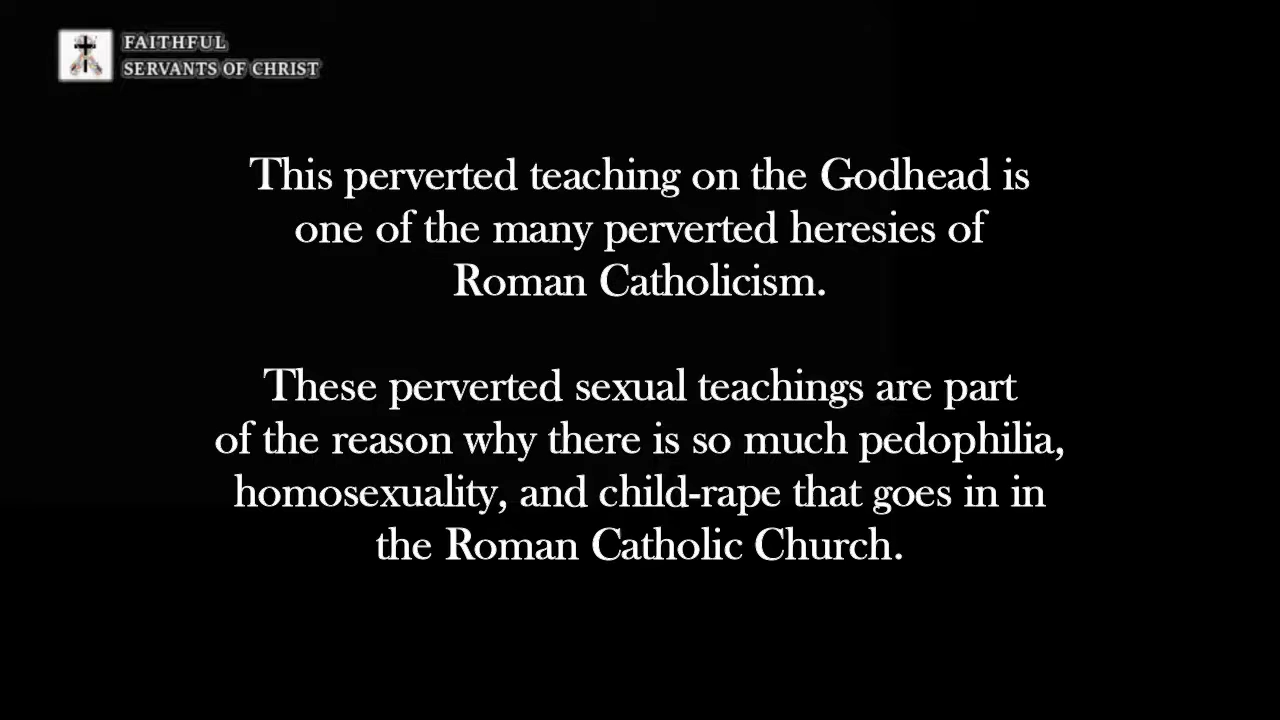 FAITHFUL
SERVANTS OF CHRIST
This perverted teaching on the Godhead is
one of the many perverted heresies of
Roman Catholicism.
These perverted sexual teachings are part
of the reason why there is so much pedophilia,
homosexuality, and child-rape that goes in in
the Roman Catholic Church.